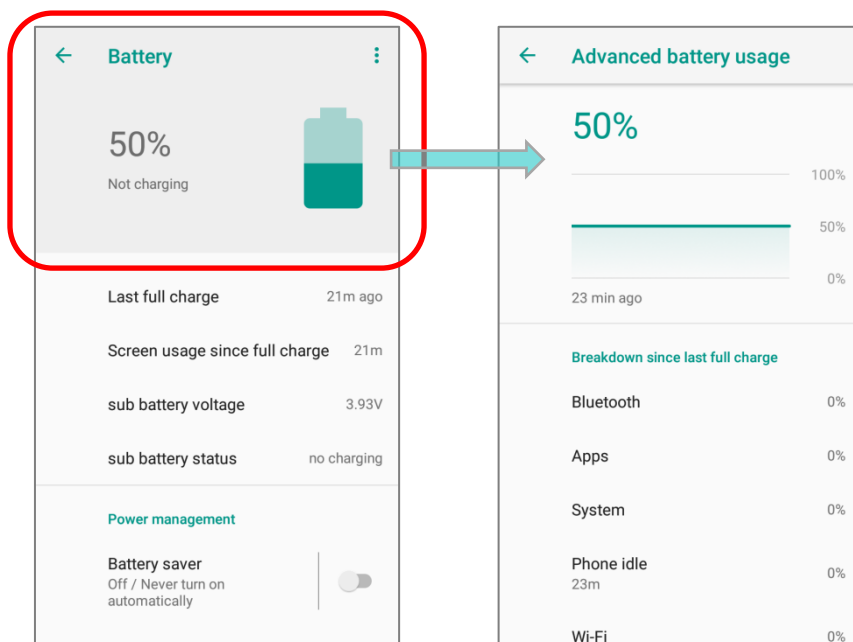 Battery
50%
Not charging
Last full charge 21m ago
Screen usage since full charge 21m
sub battery voltage 3.93V
sub battery status no charging
Power management
Battery saver
Off / Never turn on
automatically
Advanced battery usage
50%
100%
50%
0%
23 min ago
Breakdown since last full charge
Bluetooth 0%
Apps 0%
System 0%
Phone idle 0%
23m
Wi-Fi 0%